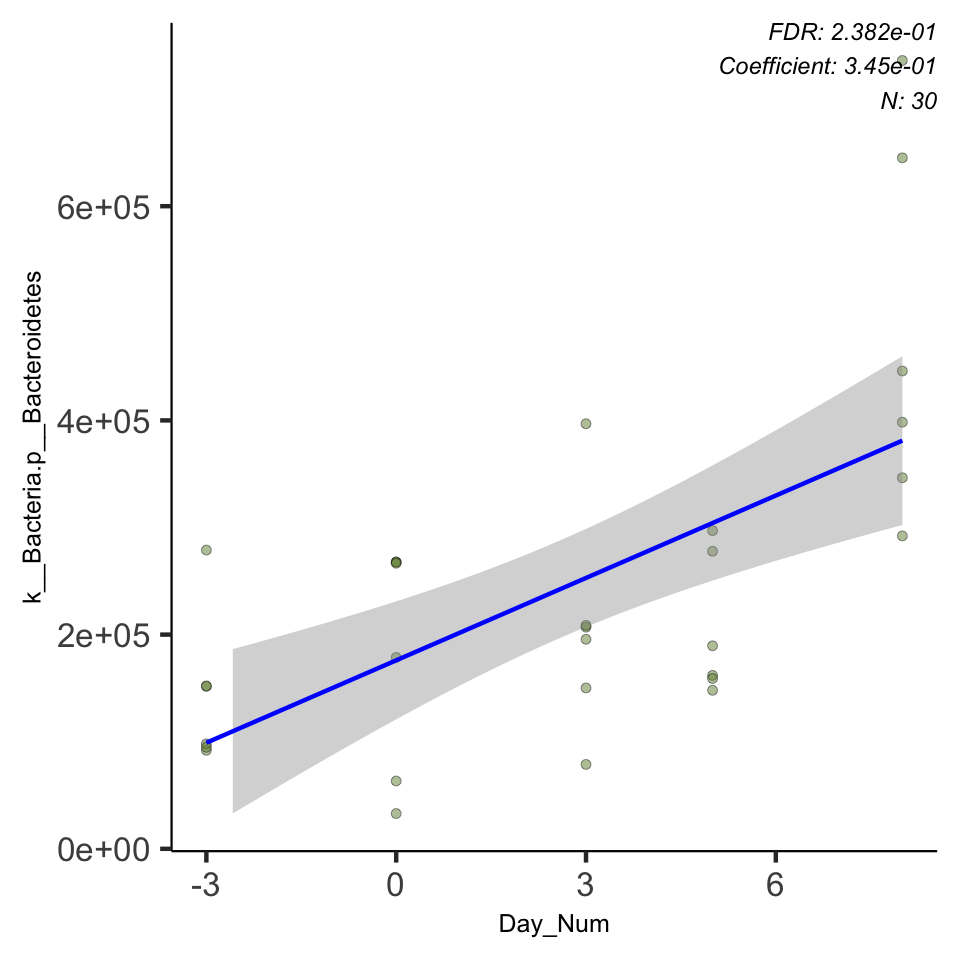 FDR: 2.382e-01
Coefficient: 3.45e-01
N: 30
6e+05
4e+05
2e+05
0e+00
k__Bacteria.p__Bacteroidetes
-3 0 3 6
Day_Num